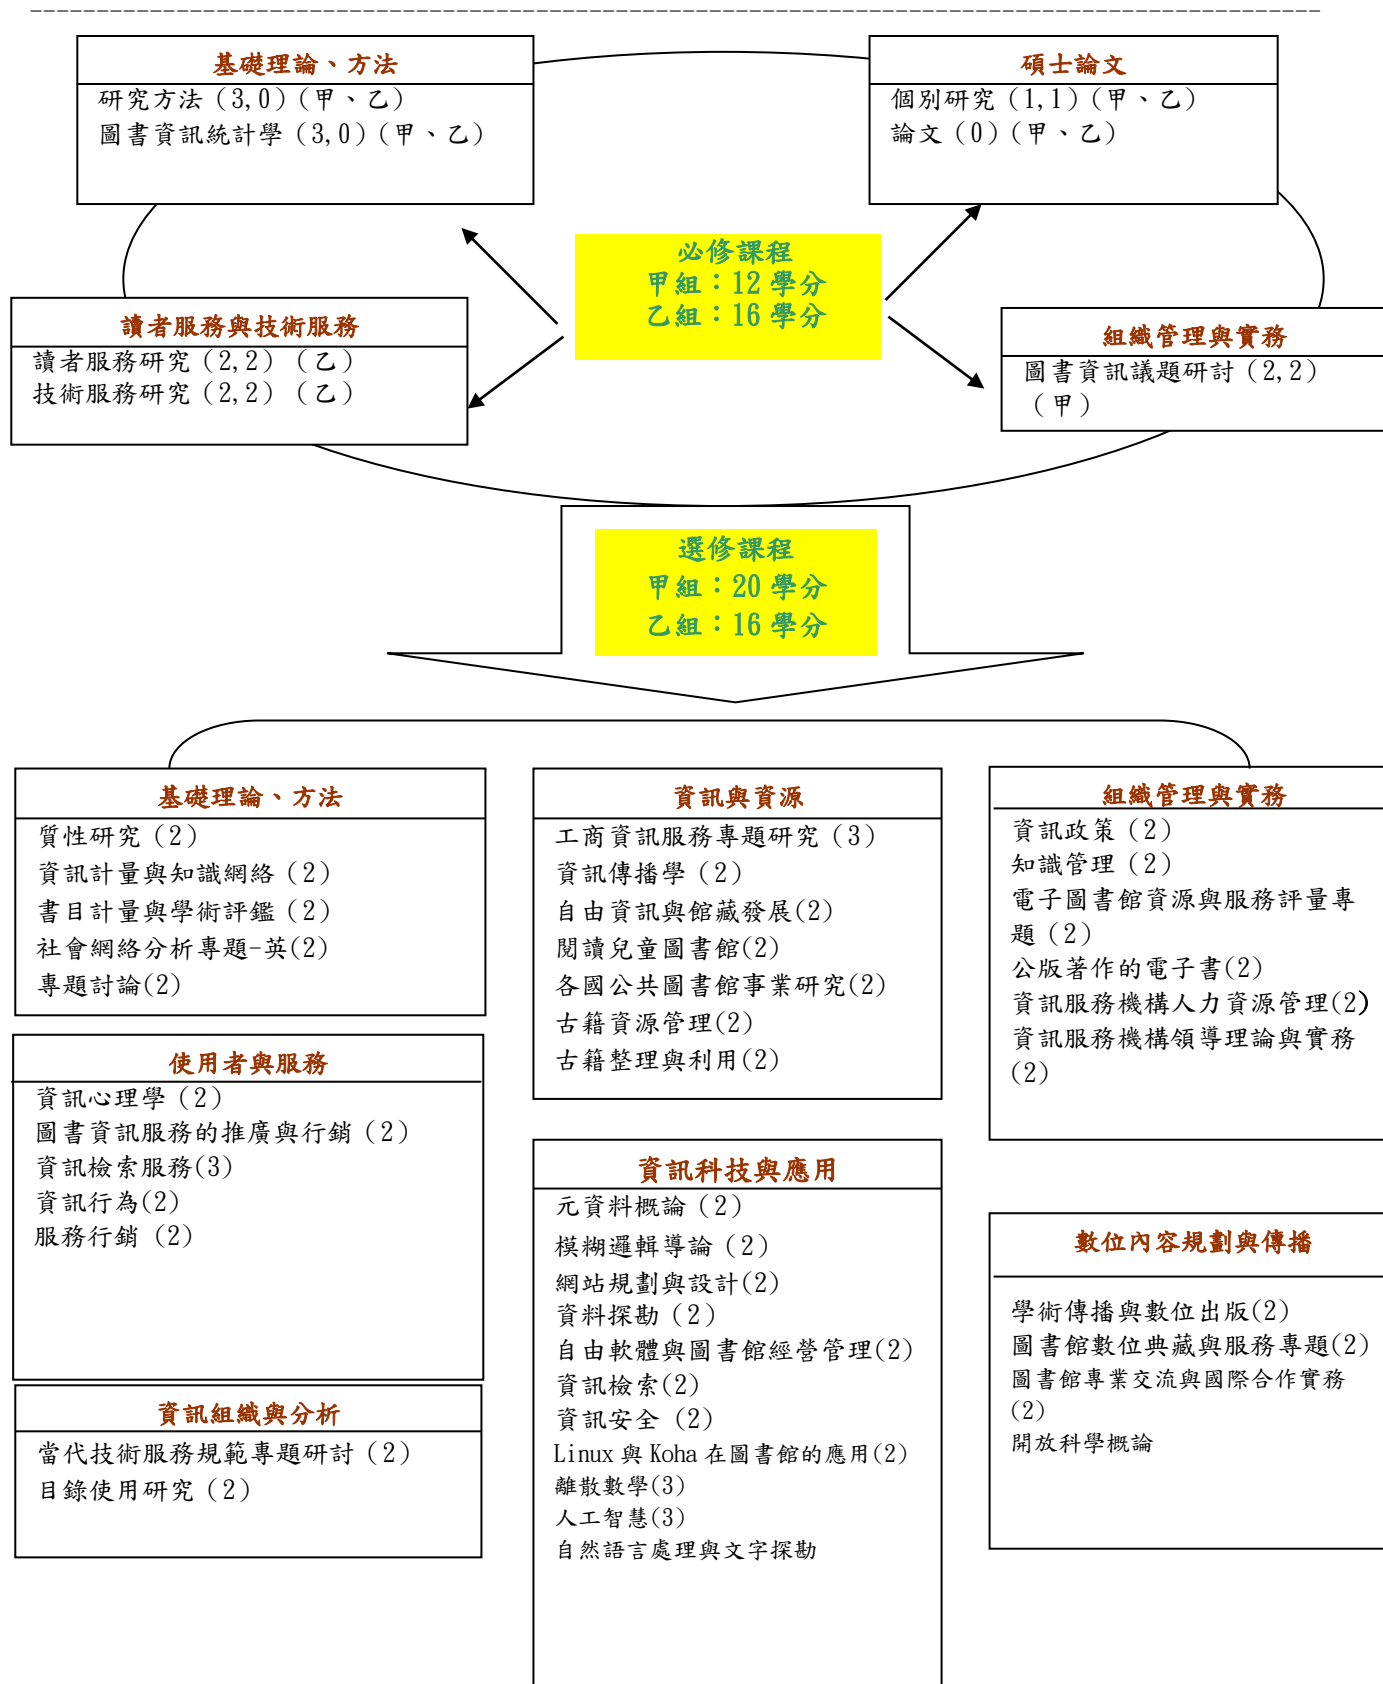 基礎理論、方法
研究方法（3,0）(甲、乙)
圖書資訊統計學（3,0）(甲、乙)
碩士論文
個別研究（1,1）(甲、乙)
論文（0）(甲、乙)
必修課程
甲組：12 學分
乙組：16 學分
讀者服務與技術服務
讀者服務研究（2,2）（乙）
技術服務研究（2,2）（乙）
組織管理與實務
圖書資訊議題研討（2,2）
（甲）
選修課程
甲組：20 學分
乙組：16 學分
基礎理論、方法
質性研究（2）
資訊計量與知識網絡（2）
書目計量與學術評鑑（2）
社會網絡分析專題-英(2)
專題討論(2)
使用者與服務
資訊心理學（2）
圖書資訊服務的推廣與行銷（2）
資訊檢索服務(3)
資訊行為(2)
服務行銷（2）
資訊組織與分析
當代技術服務規範專題研討（2）
目錄使用研究（2）
資訊與資源
工商資訊服務專題研究（3）
資訊傳播學（2）
自由資訊與館藏發展(2)
閱讀兒童圖書館(2)
各國公共圖書館事業研究(2)
古籍資源管理(2)
古籍整理與利用(2)
資訊科技與應用
元資料概論（2）
模糊邏輯導論（2）
網站規劃與設計(2)
資料探勘（2）
自由軟體與圖書館經營管理(2)
資訊檢索(2)
資訊安全（2）
Linux 與 Koha 在圖書館的應用(2)
離散數學(3)
人工智慧(3)
自然語言處理與文字探勘
組織管理與實務
資訊政策（2）
知識管理（2）
電子圖書館資源與服務評量專
題（2）
公版著作的電子書(2)
資訊服務機構人力資源管理(2)
資訊服務機構領導理論與實務
(2)
數位內容規劃與傳播
學術傳播與數位出版(2)
圖書館數位典藏與服務專題(2)
圖書館專業交流與國際合作實務
(2)
開放科學概論